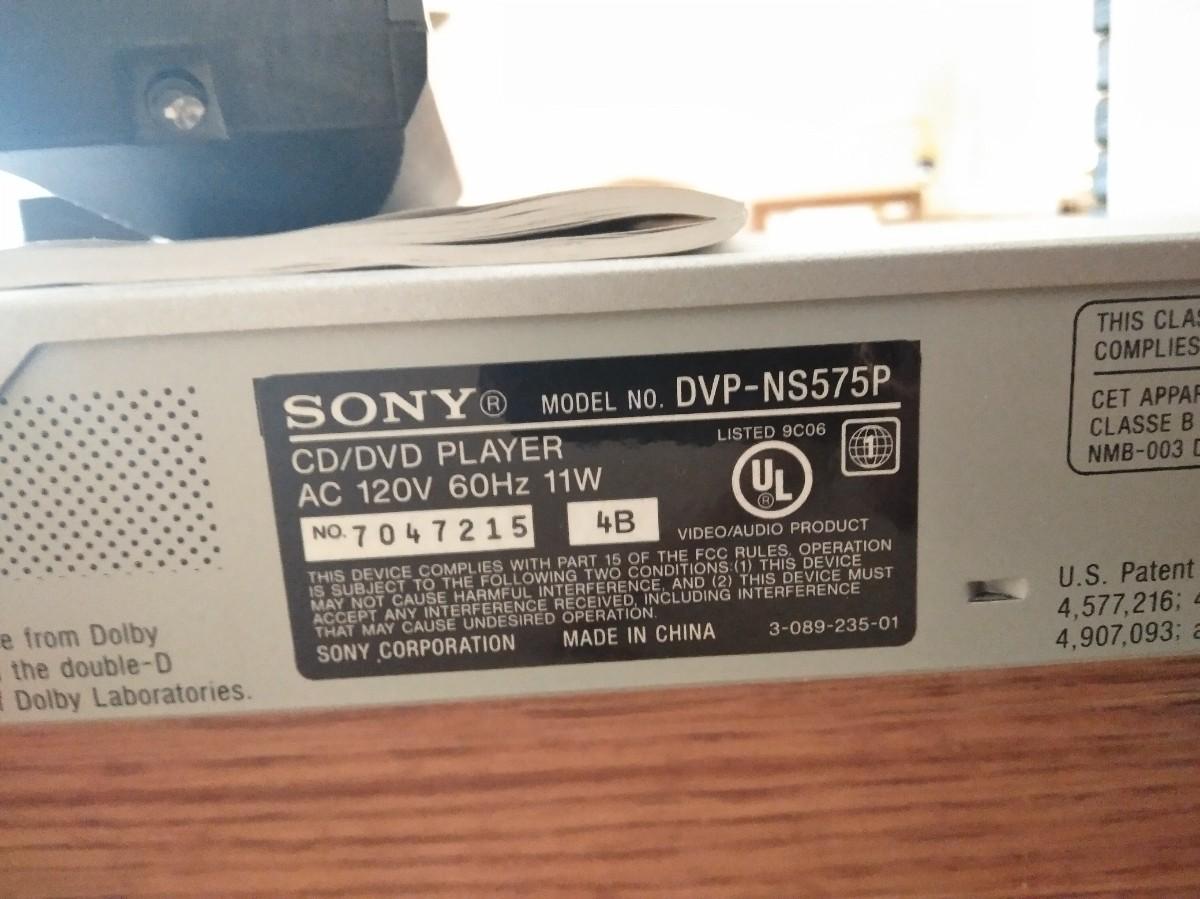 SONY® MODEL NO. DVP-NS575P
CD/DVD PLAYER
AC 120V 60Hz 11W
LISTED 9C06
UL®
1
NO. 7047215
4B
VIDEO/AUDIO PRODUCT
THIS DEVICE COMPLIES WITH PART 15 OF THE FCC RULES. OPERATION
IS SUBJECT TO THE FOLLOWING TWO CONDITIONS:(1) THIS DEVICE
MAY NOT CAUSE HARMFUL INTERFERENCE, AND (2) THIS DEVICE MUST
ACCEPT ANY INTERFERENCE RECEIVED, INCLUDING INTERFERENCE
THAT MAY CAUSE UNDESIRED OPERATION.
SONY CORPORATION MADE IN CHINA 3-089-235-01
e from Dolby
the double-D
f Dolby Laboratories.
THIS CLAS
COMPLIES
CET APPAR
CLASSE B
NMB-003
U.S. Patent
4,577,216; 4
4,907,093; a